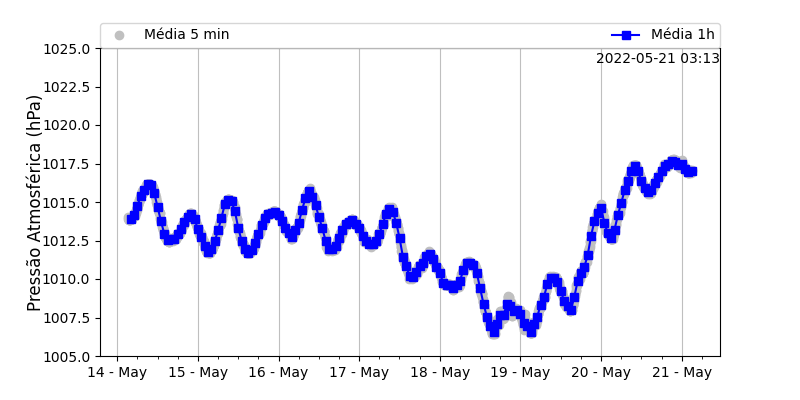 Média 5 min
Média 1h
2022-05-21 03:13
Pressão Atmosférica (hPa)
1025.0
1022.5
1020.0
1017.5
1015.0
1012.5
1010.0
1007.5
1005.0
14 - May
15 - May
16 - May
17 - May
18 - May
19 - May
20 - May
21 - May